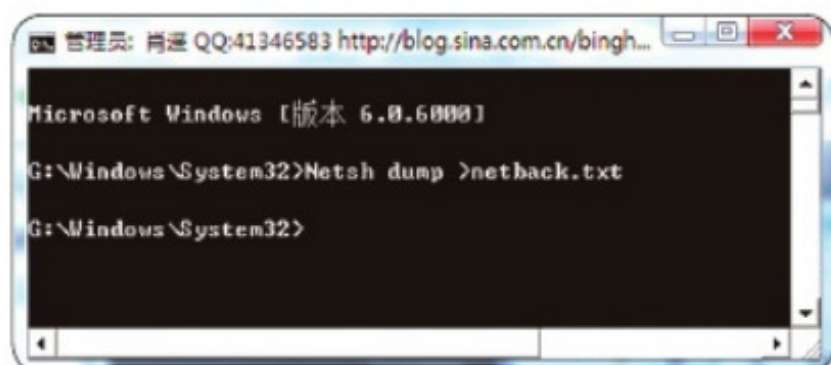 管理员: 肖遥 QQ:41346583 http://blog.sina.com.cn/bingh...
Microsoft Windows [版本 6.0.6000]
G:\Windows\System32>Netsh dump >netback.txt
G:\Windows\System32>